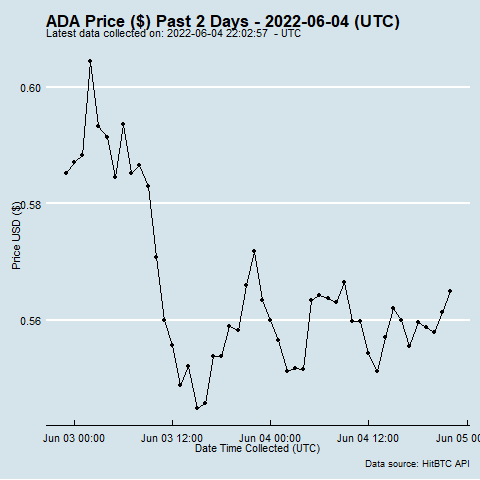 ADA Price ($) Past 2 Days - 2022-06-04 (UTC)
Latest data collected on: 2022-06-04 22:02:57 - UTC
0.60
0.58
0.56
Price USD ($)
Jun 03 00:00 Jun 03 12:00 Jun 04 00:00 Jun 04 12:00 Jun 05 0
Date Time Collected (UTC)
Data source: HitBTC API